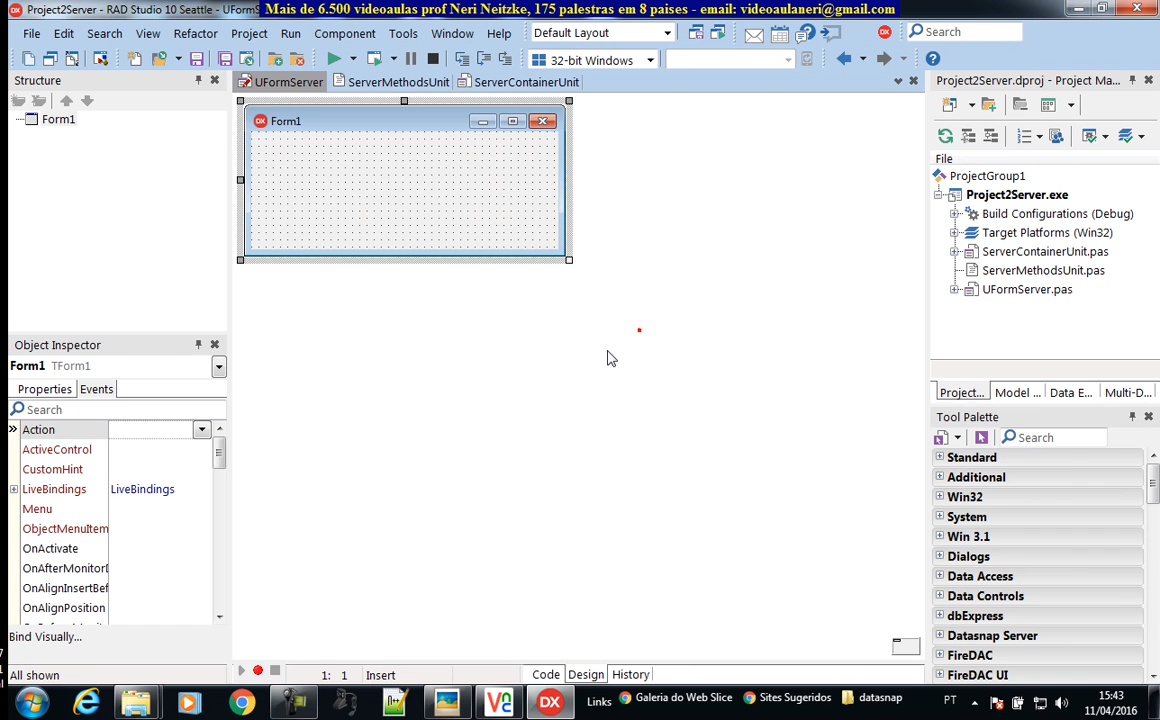 Project2Server - RAD Studio 10 Seattle - UFormS
Mais de 6.500 videoaulas prof Neri Neitzke, 175 palestras em 8 paises - email: videoaulaneri@gmail.com
File Edit Search View Refactor Project Run Component Tools Window Help
Default Layout
Search
32-bit Windows
Structure
UFormServer ServerMethodsUnit ServerContainerUnit
Project2Server.dproj - Project Ma...
Form1
Form1
File
ProjectGroup1
Project2Server.exe
Build Configurations (Debug)
Target Platforms (Win32)
ServerContainerUnit.pas
ServerMethodsUnit.pas
UFormServer.pas
Object Inspector
Form1 TForm1
Properties Events
Search
Action
ActiveControl
CustomHint
LiveBindings LiveBindings
Menu
ObjectMenuItem
OnActivate
OnAfterMonitorD
OnAlignInsertBef
OnAlignPosition
Bind Visually...
All shown
Project... Model ... Data E... Multi-D...
Tool Palette
Search
Standard
Additional
Win32
System
Win 3.1
Dialogs
Data Access
Data Controls
dbExpress
Datasnap Server
FireDAC
FireDAC UI
1: 1 Insert
Code Design History
Links Galeria do Web Slice Sites Sugeridos datasnap
PT
15:43
11/04/2016